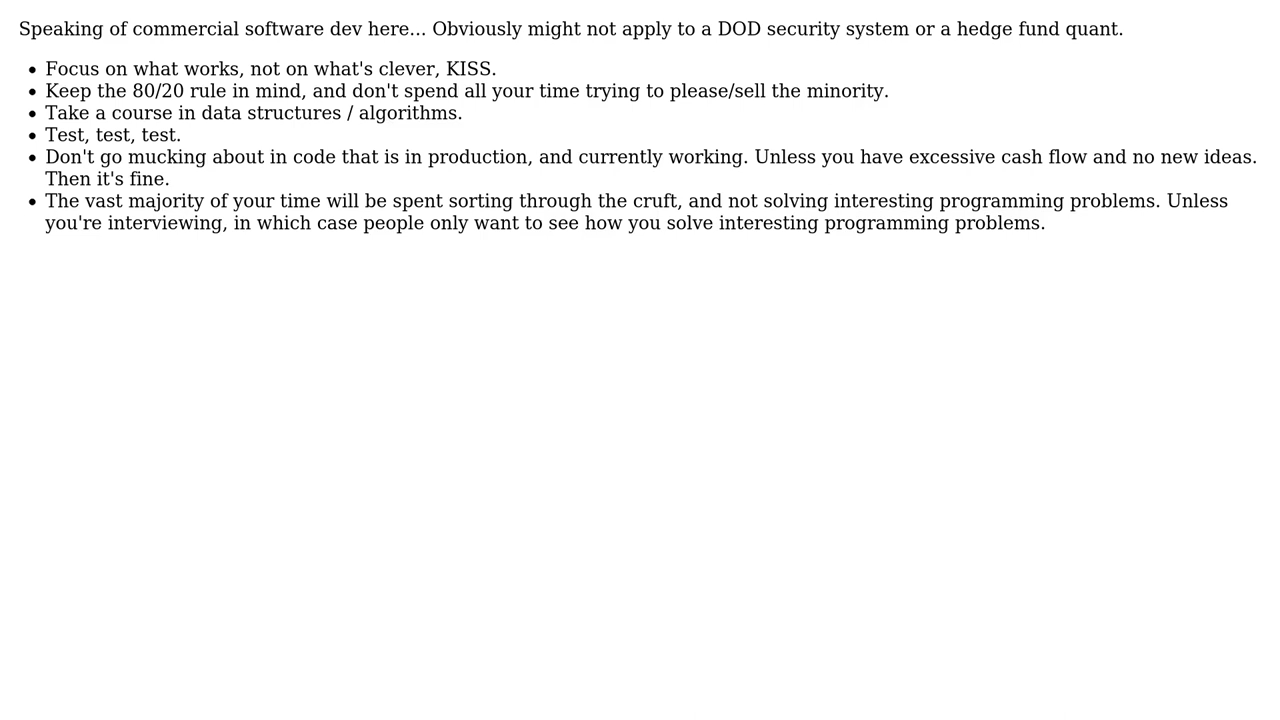 Speaking of commercial software dev here... Obviously might not apply to a DOD security system or a hedge fund quant.
• Focus on what works, not on what's clever, KISS.
• Keep the 80/20 rule in mind, and don't spend all your time trying to please/sell the minority.
• Take a course in data structures / algorithms.
• Test, test, test.
• Don't go mucking about in code that is in production, and currently working. Unless you have excessive cash flow and no new ideas.
Then it's fine.
• The vast majority of your time will be spent sorting through the cruft, and not solving interesting programming problems. Unless
you're interviewing, in which case people only want to see how you solve interesting programming problems.